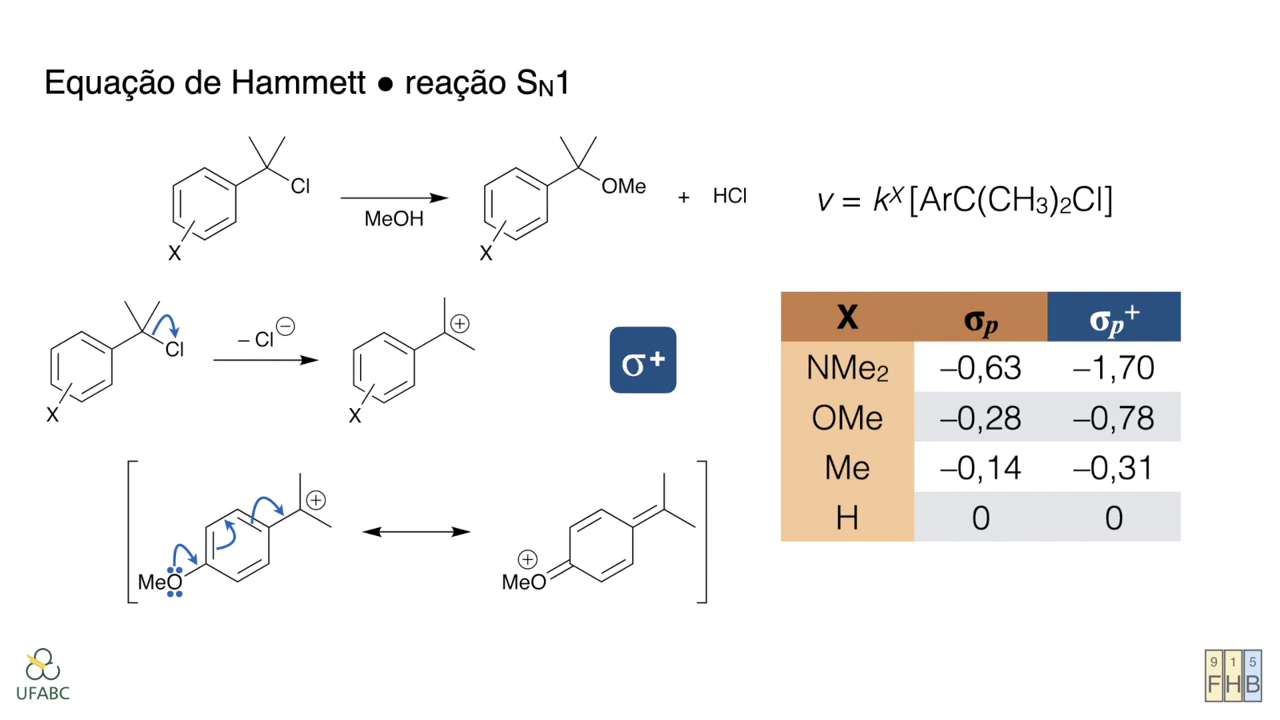 Equação de Hammett ● reação SN1
Cl
X
MeOH
OMe
X
+ HCl
v = kX [ArC(CH3)2Cl]
Cl
X
– Cl⊖
⊕
X
σ+
X σp σp+
NMe2 –0,63 –1,70
OMe –0,28 –0,78
Me –0,14 –0,31
H 0 0
⊕
MeO
⊕
MeO
UFABC
9 1 5
F H B